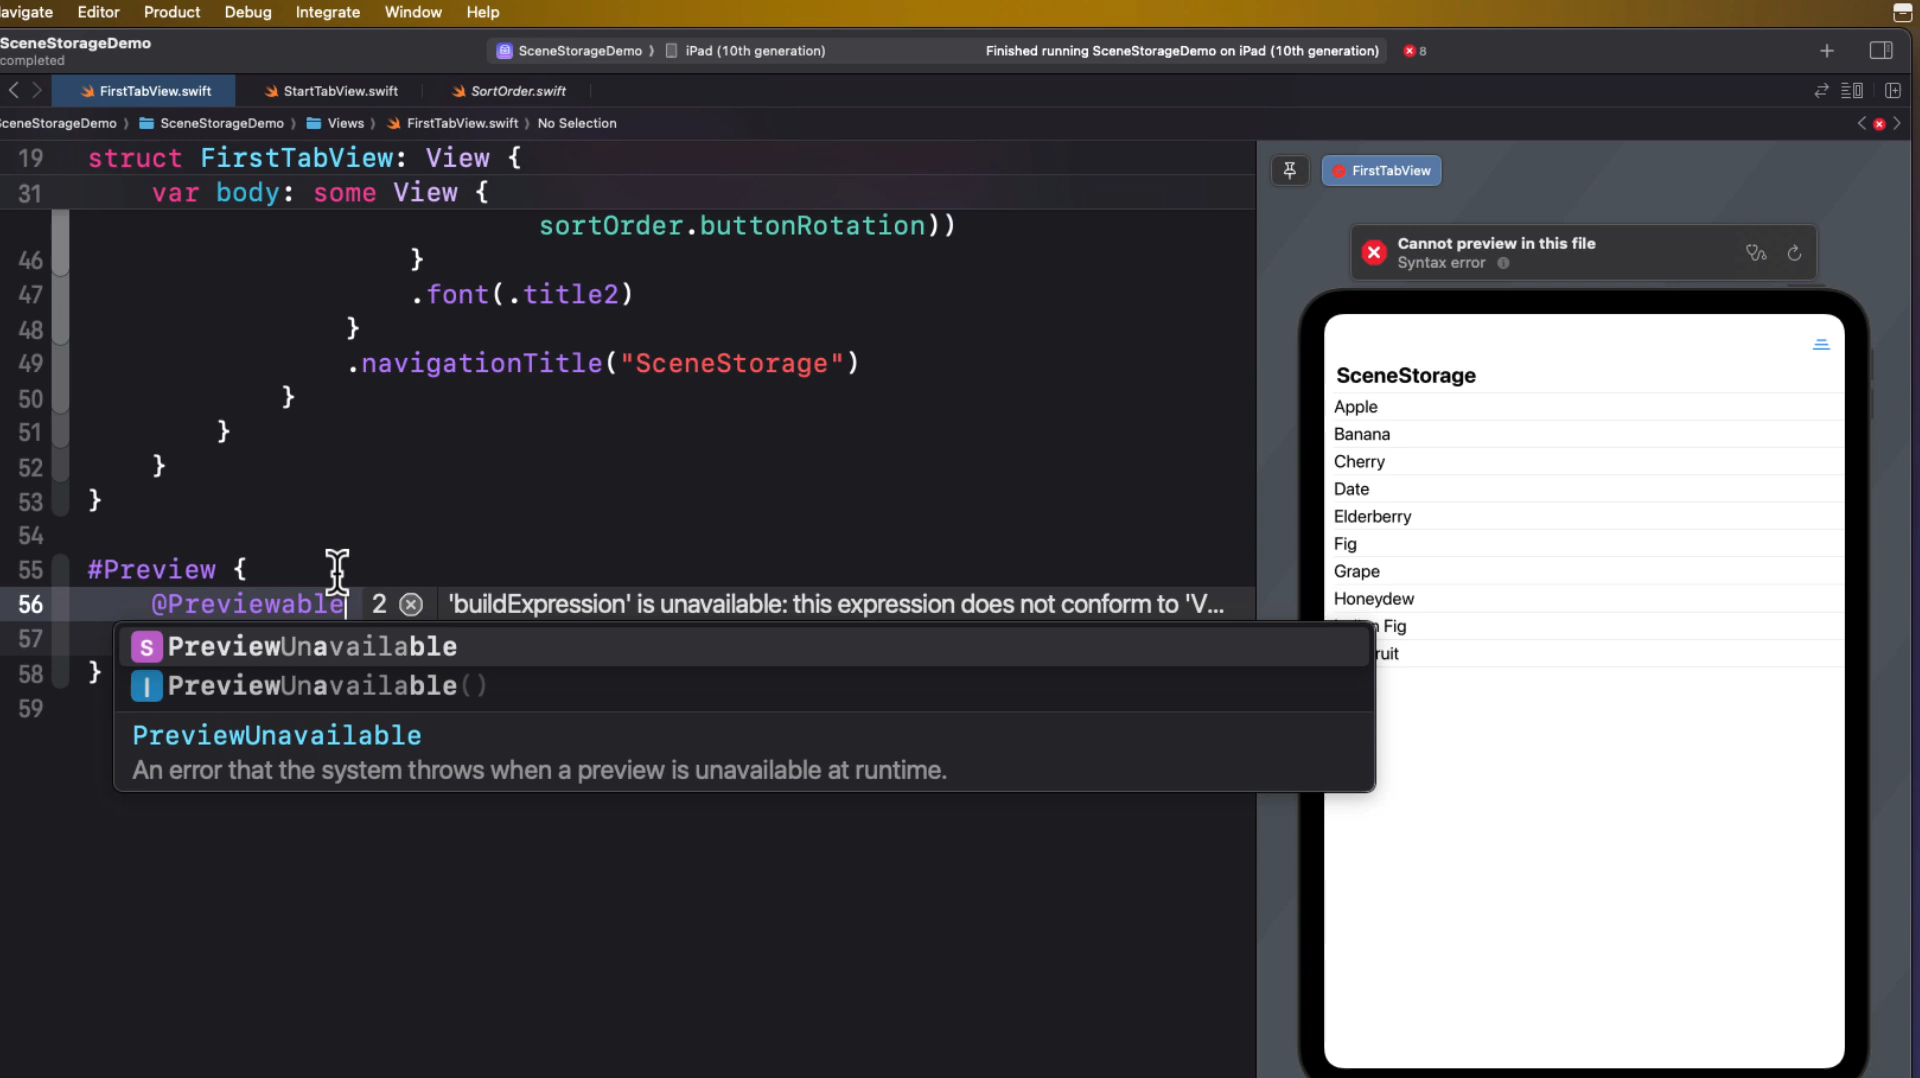 avigate Editor Product Debug Integrate Window Help
SceneStorageDemo
completed
SceneStorageDemo 〉 iPad (10th generation)
Finished running SceneStorageDemo on iPad (10th generation)
8
FirstTabView.swift
StartTabView.swift
SortOrder.swift
ceneStorageDemo 〉 SceneStorageDemo 〉 Views 〉 FirstTabView.swift 〉 No Selection
19 struct FirstTabView: View {
31 var body: some View {
sortOrder.buttonRotation))
46 }
47 .font(.title2)
48 }
49 .navigationTitle("SceneStorage")
50 }
51 }
52 }
53 }
54
55 #Preview {
56 @Previewable 2 'buildExpression' is unavailable: this expression does not conform to 'V...
57
58 }
59
S PreviewUnavailable
I PreviewUnavailable()
PreviewUnavailable
An error that the system throws when a preview is unavailable at runtime.
FirstTabView
Cannot preview in this file
Syntax error
SceneStorage
Apple
Banana
Cherry
Date
Elderberry
Fig
Grape
Honeydew
Fig
ruit